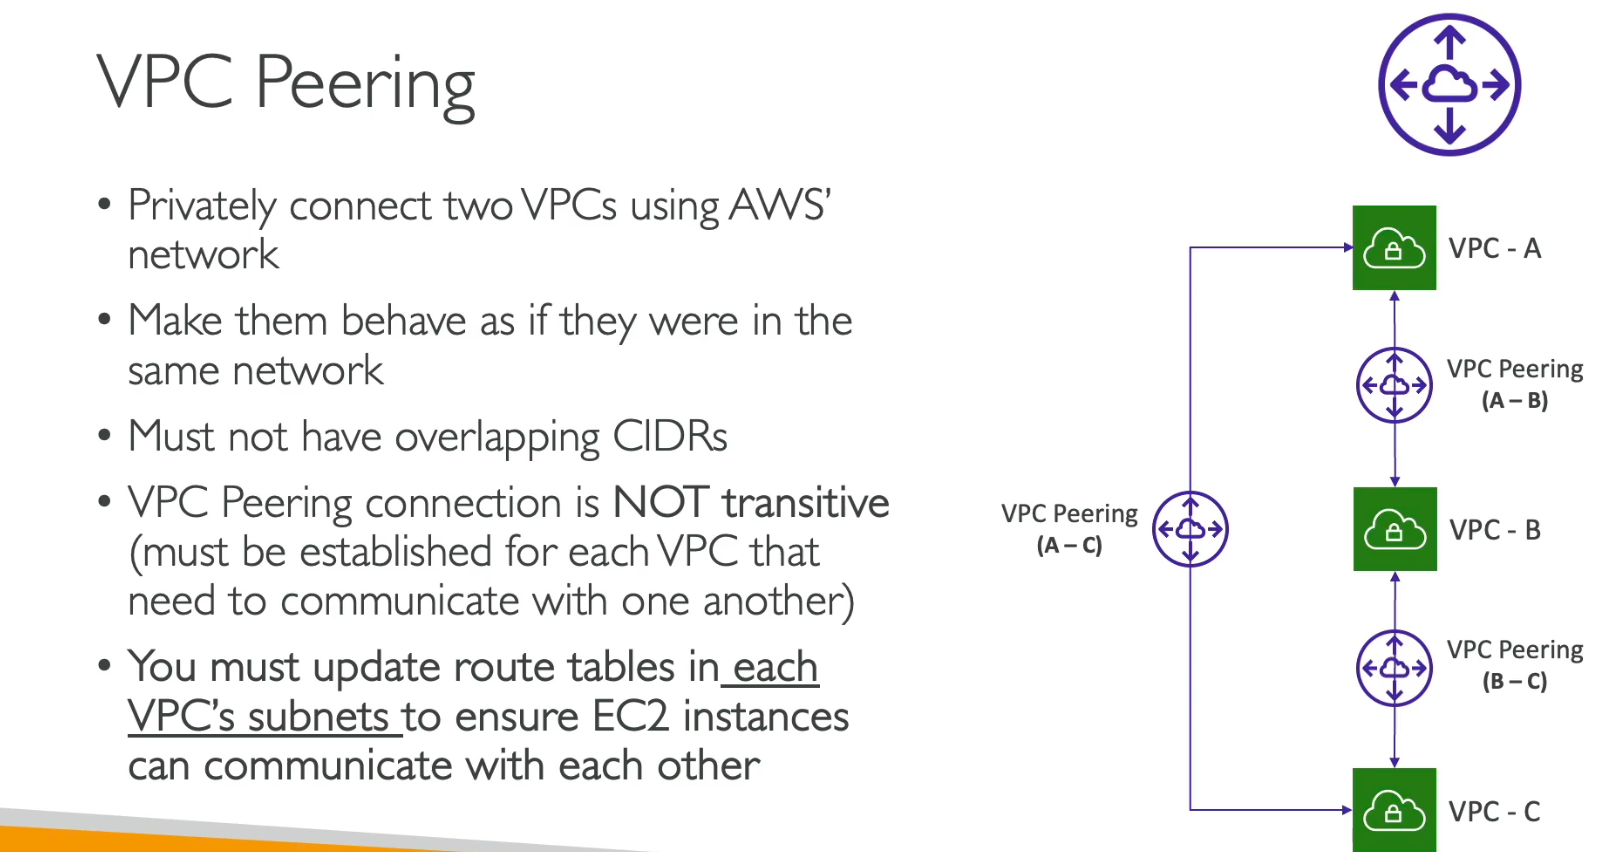 VPC Peering
• Privately connect two VPCs using AWS’
network
• Make them behave as if they were in the
same network
• Must not have overlapping CIDRs
• VPC Peering connection is NOT transitive
(must be established for each VPC that
need to communicate with one another)
• You must update route tables in each
VPC’s subnets to ensure EC2 instances
can communicate with each other
VPC - A
VPC Peering
(A – B)
VPC Peering
(A – C)
VPC - B
VPC Peering
(B – C)
VPC - C